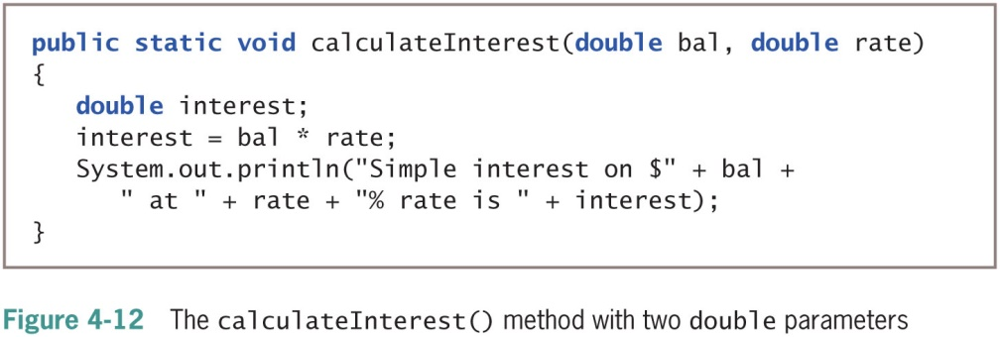 public static void calculateInterest(double bal, double rate)
{
double interest;
interest = bal * rate;
System.out.println("Simple interest on $" + bal +
" at " + rate + "% rate is " + interest);
}
Figure 4-12 The calculateInterest() method with two double parameters